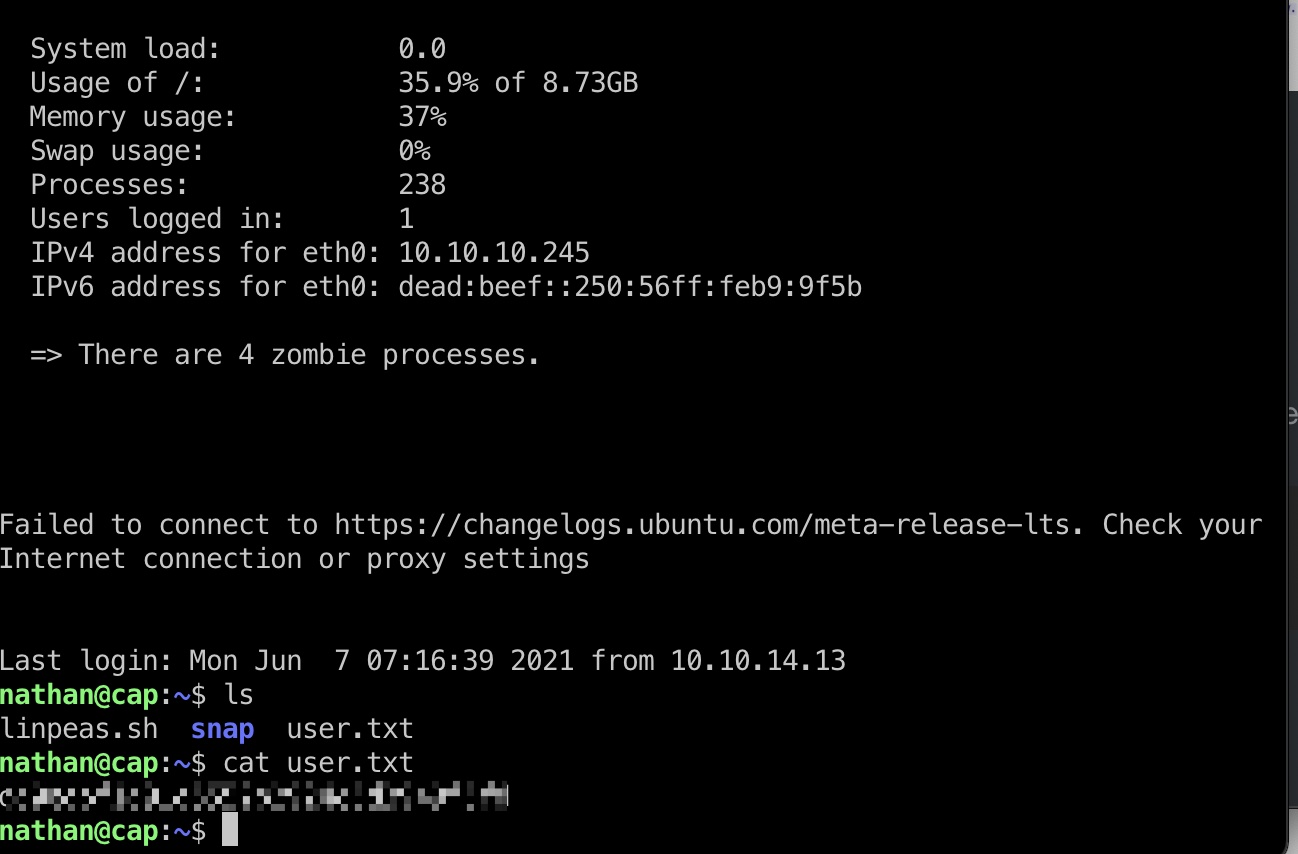 System load: 0.0
Usage of /: 35.9% of 8.73GB
Memory usage: 37%
Swap usage: 0%
Processes: 238
Users logged in: 1
IPv4 address for eth0: 10.10.10.245
IPv6 address for eth0: dead:beef::250:56ff:feb9:9f5b
=> There are 4 zombie processes.
Failed to connect to https://changelogs.ubuntu.com/meta-release-lts. Check your
Internet connection or proxy settings
Last login: Mon Jun  7 07:16:39 2021 from 10.10.14.13
nathan@cap:~$ ls
linpeas.sh  snap  user.txt
nathan@cap:~$ cat user.txt
nathan@cap:~$